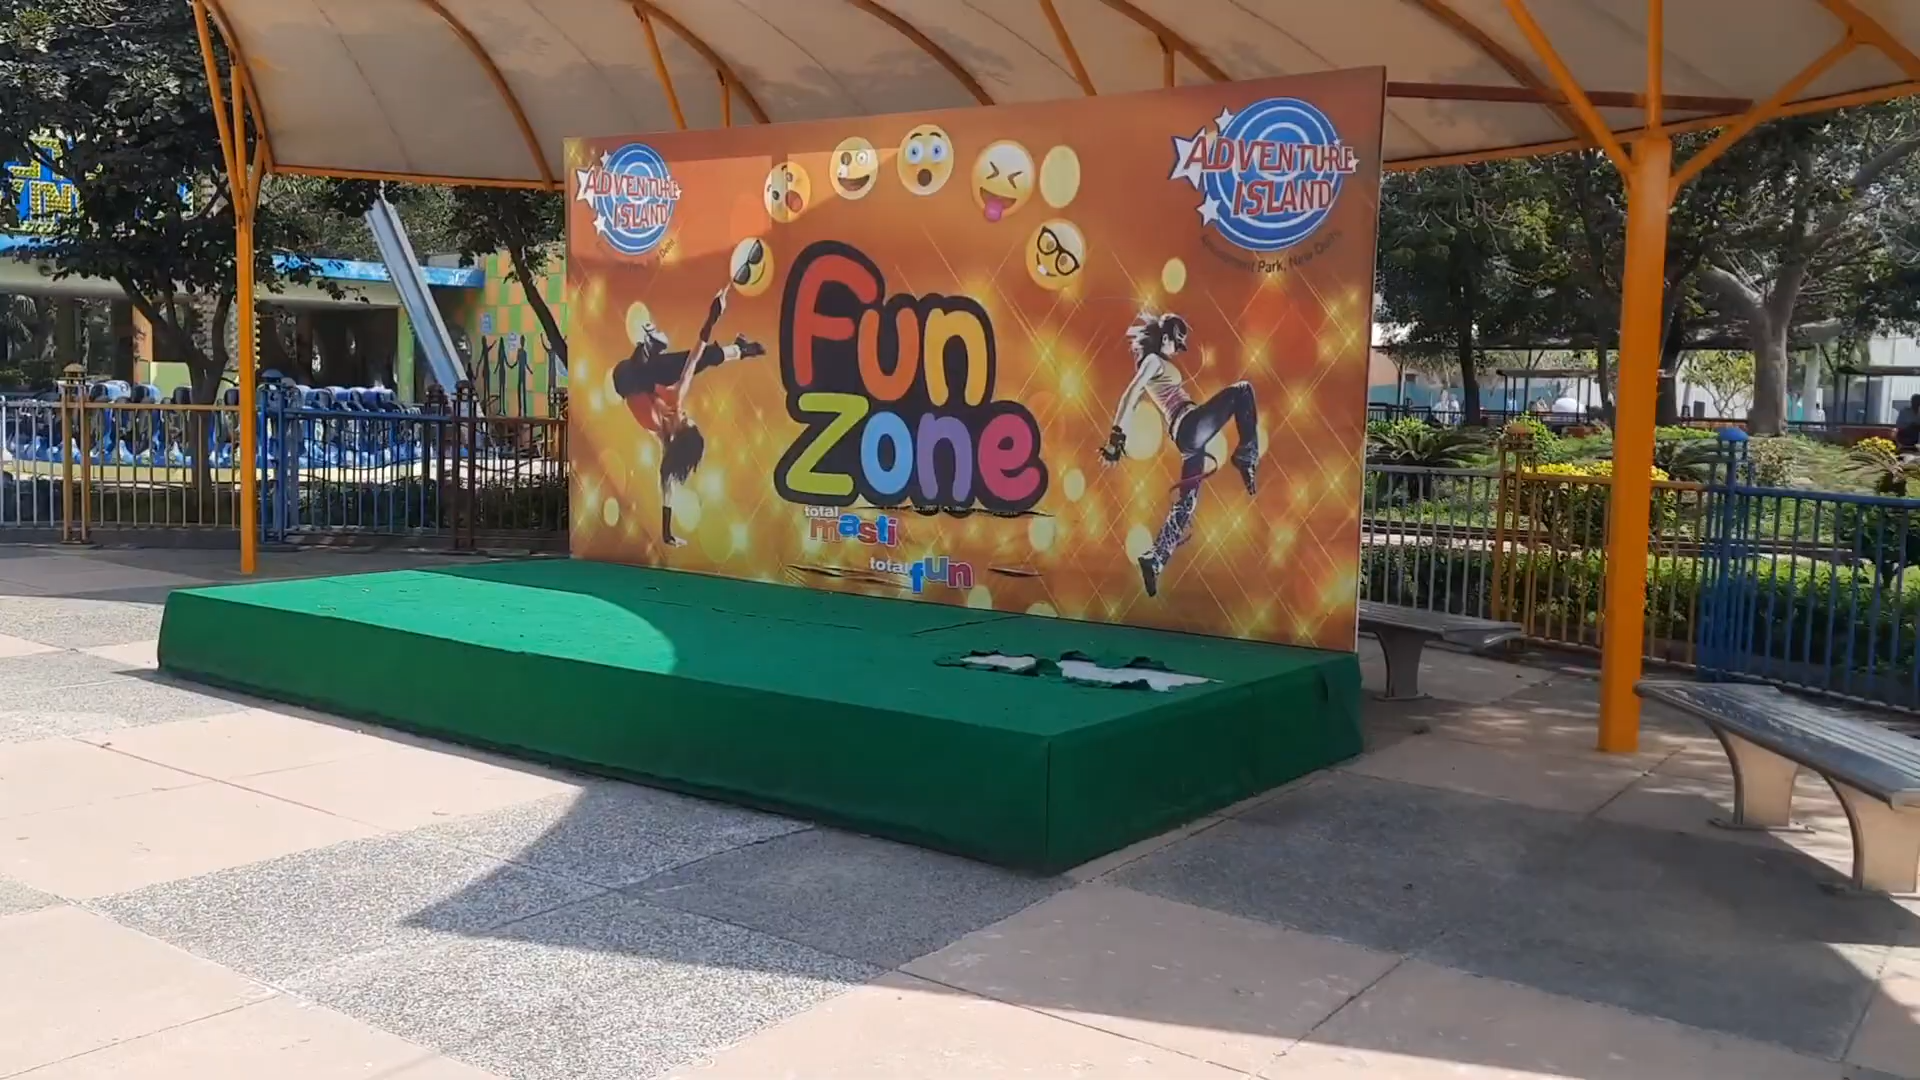 ADVENTURE
ISLAND
ADVENTURE
ISLAND
Amusement Park, New Delhi
Fun
Zone
total
masti
total fun